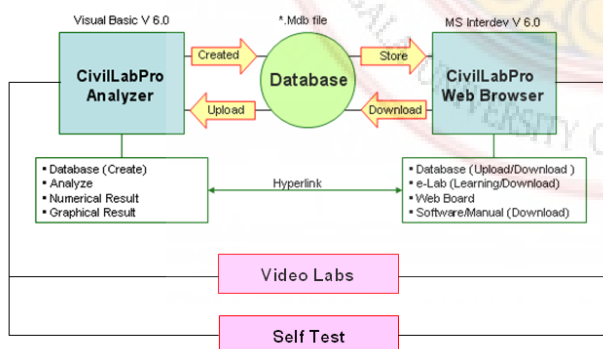 Visual Basic V 6.0
*.Mdb file
MS Interdev V 6.0
CivilLabPro
Analyzer
Created
Upload
Database
Store
Download
CivilLabPro
Web Browser
▪ Database (Create)
▪ Analyze
▪ Numerical Result
▪ Graphical Result
Hyperlink
▪ Database (Upload/Download )
▪ e-Lab (Learning/Download)
▪ Web Board
▪ Software/Manual (Download)
Video Labs
Self Test
UNIVERSITY